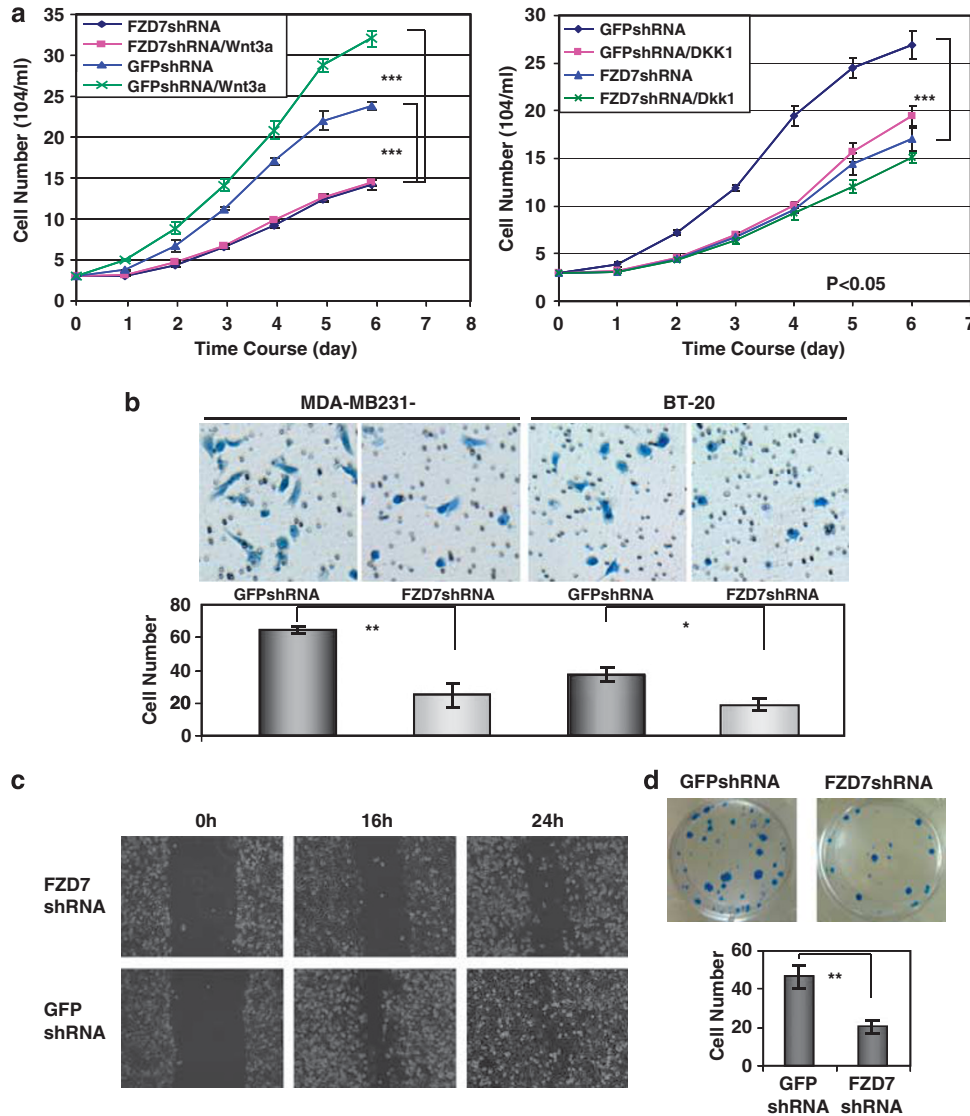 a
35
30
25
20
15
10
5
0
Cell Number (104/ml)
FZD7shRNA
FZD7shRNA/Wnt3a
GFPshRNA
GFPshRNA/Wnt3a
***
***
0 1 2 3 4 5 6 7 8
Time Course (day)
30
25
20
15
10
5
0
Cell Number (104/ml)
GFPshRNA
GFPshRNA/DKK1
FZD7shRNA
FZD7shRNA/Dkk1
***
P<0.05
0 1 2 3 4 5 6 7
Time Course (day)
b
MDA-MB231- BT-20
GFPshRNA FZD7shRNA GFPshRNA FZD7shRNA
80
60
40
20
0
Cell Number
** *
c
0h 16h 24h
FZD7
shRNA
GFP
shRNA
d
GFPshRNA FZD7shRNA
60
40
20
0
Cell Number
**
GFP FZD7
shRNA shRNA